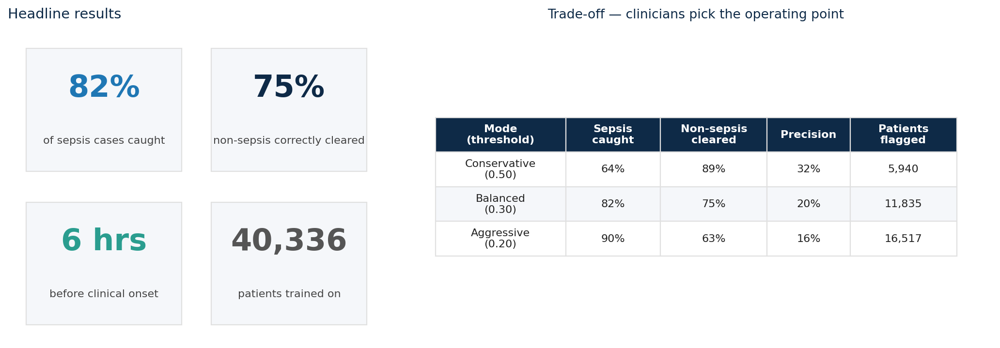 Headline results
82%
of sepsis cases caught
75%
non-sepsis correctly cleared
6 hrs
before clinical onset
40,336
patients trained on
Trade-off — clinicians pick the operating point
Mode
(threshold)
Sepsis
caught
Non-sepsis
cleared
Precision
Patients
flagged
Conservative
(0.50)
64%
89%
32%
5,940
Balanced
(0.30)
82%
75%
20%
11,835
Aggressive
(0.20)
90%
63%
16%
16,517